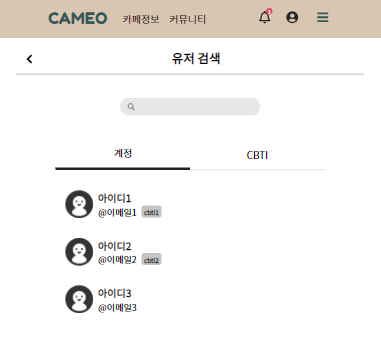 CAMEO 카페정보 커뮤니티 1
유저 검색
계정 CBTI
아이디1
@이메일1 cbti1
아이디2
@이메일2 cbti2
아이디3
@이메일3